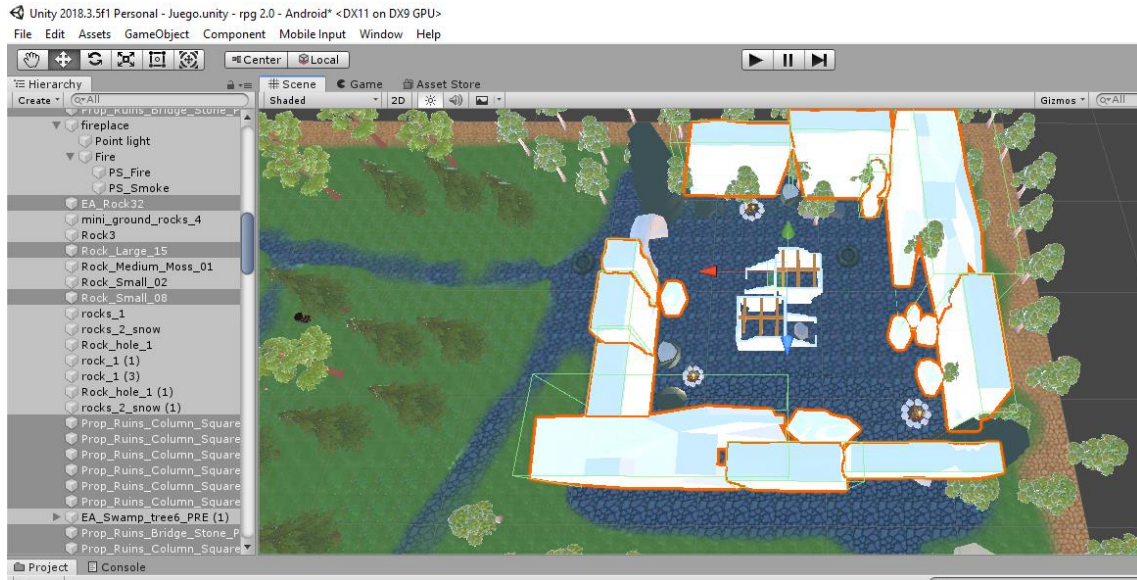 Unity 2018.3.5f1 Personal - Juego.unity - rpg 2.0 - Android* <DX11 on DX9 GPU>
File Edit Assets GameObject Component Mobile Input Window Help
Center Local
Hierarchy Scene Game Asset Store
Create All Shaded 2D Gizmos All
Prop_Ruins_Bridge_Stone_P
fireplace
Point light
Fire
PS_Fire
PS_Smoke
EA_Rock32
mini_ground_rocks_4
Rock3
Rock_Large_15
Rock_Medium_Moss_01
Rock_Small_02
Rock_Small_08
rocks_1
rocks_2_snow
Rock_hole_1
rock_1 (1)
rock_1 (3)
Rock_hole_1 (1)
rocks_2_snow (1)
Prop_Ruins_Column_Square
Prop_Ruins_Column_Square
Prop_Ruins_Column_Square
Prop_Ruins_Column_Square
Prop_Ruins_Column_Square
Prop_Ruins_Column_Square
EA_Swamp_tree6_PRE (1)
Prop_Ruins_Bridge_Stone_P
Prop_Ruins_Column_Square
Project Console